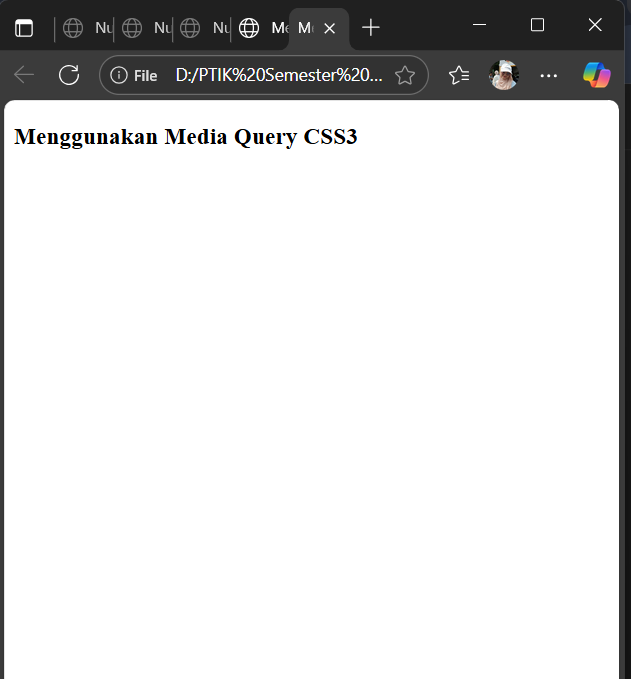 Nu Nu Nu Me M
File D:/PTIK%20Semester%20...
Menggunakan Media Query CSS3